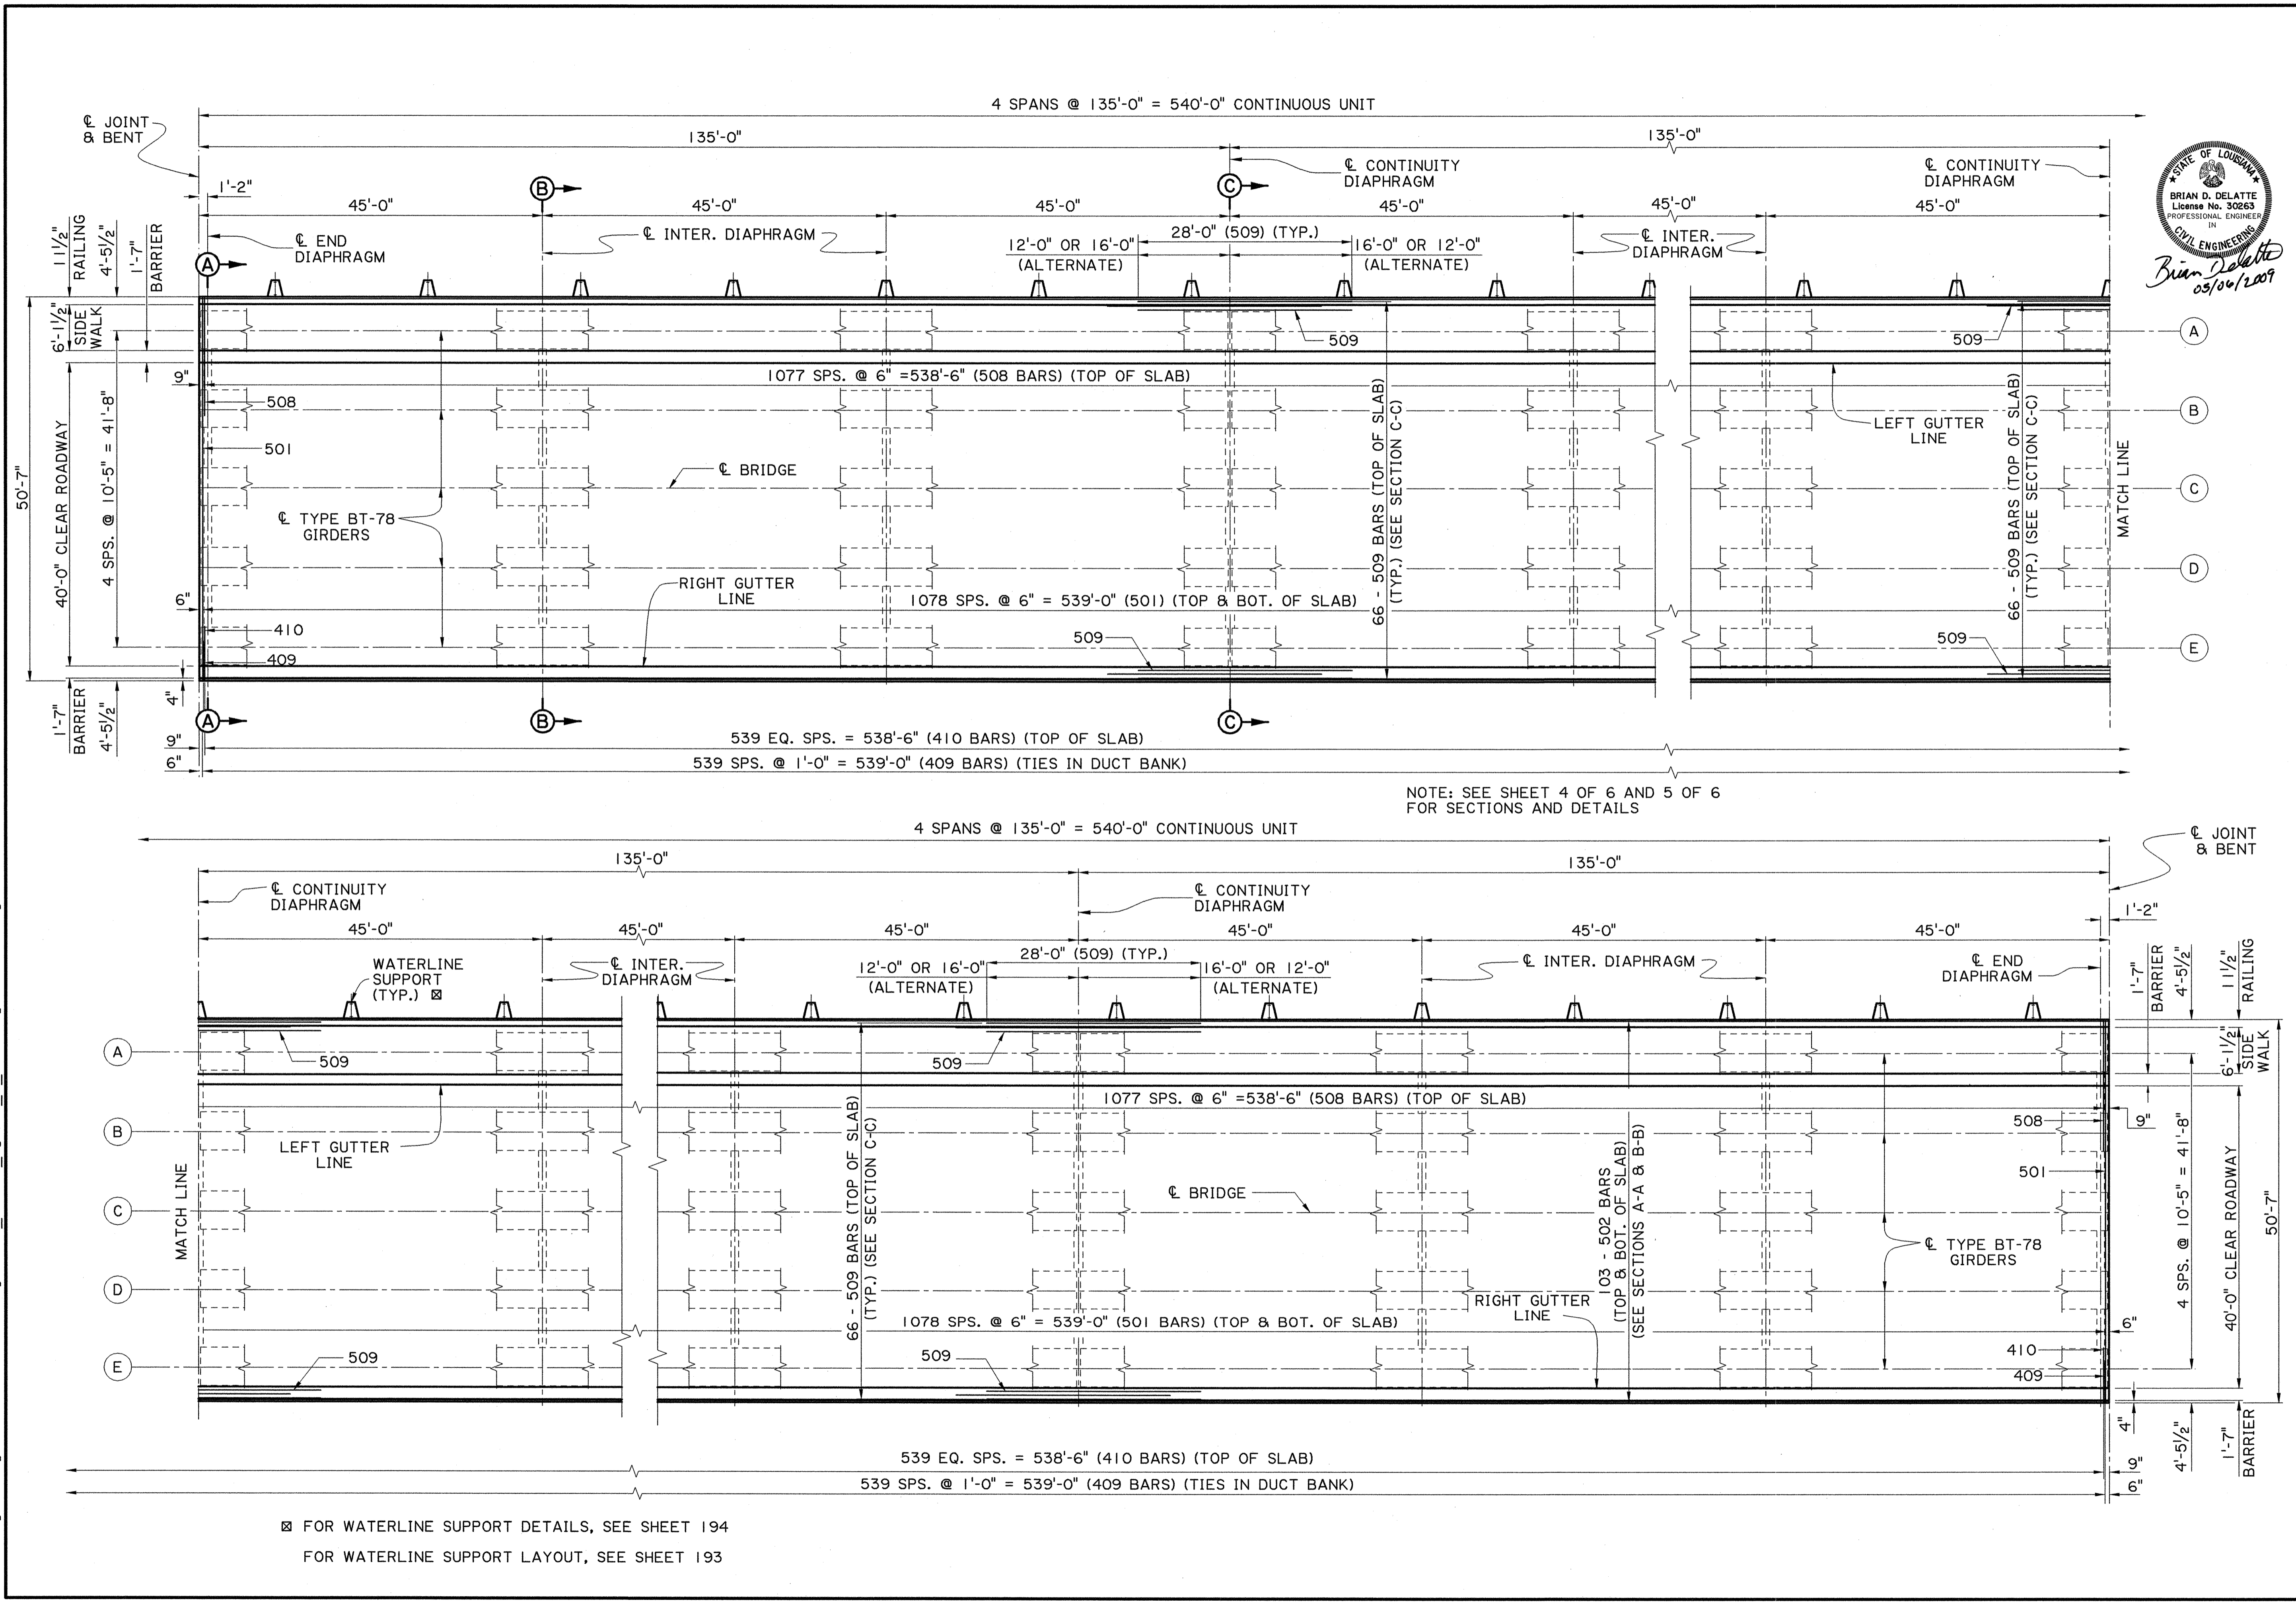 4 SPANS @ 135'-0" = 540'-0" CONTINUOUS UNIT
℄ JOINT
& BENT
135'-0"
135'-0"
℄ CONTINUITY
DIAPHRAGM
℄ CONTINUITY
DIAPHRAGM
STATE OF LOUISIANA
BRIAN D. DELATTE
License No. 30263
PROFESSIONAL ENGINEER
IN
CIVIL ENGINEERING
Brian Delatte
05/06/2009
1'-2"
B
C
45'-0"
45'-0"
45'-0"
45'-0"
45'-0"
45'-0"
11½"
RAILING
4'-5½"
1'-7"
BARRIER
℄ END
DIAPHRAGM
℄ INTER. DIAPHRAGM
12'-0" OR 16'-0"
(ALTERNATE)
28'-0" (509) (TYP.)
16'-0" OR 12'-0"
(ALTERNATE)
℄ INTER.
DIAPHRAGM
A
6'-1½"
SIDE
WALK
509
509
A
9"
1077 SPS. @ 6" =538'-6" (508 BARS) (TOP OF SLAB)
508
B
LEFT GUTTER
LINE
501
50'-7"
40'-0" CLEAR ROADWAY
4 SPS. @ 10'-5" = 41'-8"
℄ BRIDGE
66 - 509 BARS (TOP OF SLAB)
(TYP.) (SEE SECTION C-C)
66 - 509 BARS (TOP OF SLAB)
(TYP.) (SEE SECTION C-C)
MATCH LINE
C
℄ TYPE BT-78
GIRDERS
D
RIGHT GUTTER
LINE
6"
1078 SPS. @ 6" = 539'-0" (501) (TOP & BOT. OF SLAB)
410
509
509
E
409
4"
1'-7"
BARRIER
4'-5½"
A
B
C
9"
539 EQ. SPS. = 538'-6" (410 BARS) (TOP OF SLAB)
6"
539 SPS. @ 1'-0" = 539'-0" (409 BARS) (TIES IN DUCT BANK)
NOTE: SEE SHEET 4 OF 6 AND 5 OF 6
FOR SECTIONS AND DETAILS
4 SPANS @ 135'-0" = 540'-0" CONTINUOUS UNIT
℄ JOINT
& BENT
135'-0"
135'-0"
℄ CONTINUITY
DIAPHRAGM
℄ CONTINUITY
DIAPHRAGM
1'-2"
45'-0"
45'-0"
45'-0"
45'-0"
45'-0"
45'-0"
WATERLINE
SUPPORT
(TYP.) ⊠
℄ INTER.
DIAPHRAGM
12'-0" OR 16'-0"
(ALTERNATE)
28'-0" (509) (TYP.)
16'-0" OR 12'-0"
(ALTERNATE)
℄ INTER. DIAPHRAGM
℄ END
DIAPHRAGM
1'-7"
BARRIER
4'-5½"
11½"
RAILING
A
509
509
6'-1½"
SIDE
WALK
1077 SPS. @ 6" =538'-6" (508 BARS) (TOP OF SLAB)
B
LEFT GUTTER
LINE
508
9"
501
MATCH LINE
C
66 - 509 BARS (TOP OF SLAB)
(TYP.) (SEE SECTION C-C)
℄ BRIDGE
103 - 502 BARS
(TOP & BOT. OF SLAB)
(SEE SECTIONS A-A & B-B)
℄ TYPE BT-78
GIRDERS
4 SPS. @ 10'-5" = 41'-8"
40'-0" CLEAR ROADWAY
50'-7"
D
RIGHT GUTTER
LINE
1078 SPS. @ 6" = 539'-0" (501 BARS) (TOP & BOT. OF SLAB)
6"
E
509
509
410
409
4"
4'-5½"
1'-7"
BARRIER
539 EQ. SPS. = 538'-6" (410 BARS) (TOP OF SLAB)
9"
539 SPS. @ 1'-0" = 539'-0" (409 BARS) (TIES IN DUCT BANK)
6"
⊠ FOR WATERLINE SUPPORT DETAILS, SEE SHEET 194
FOR WATERLINE SUPPORT LAYOUT, SEE SHEET 193